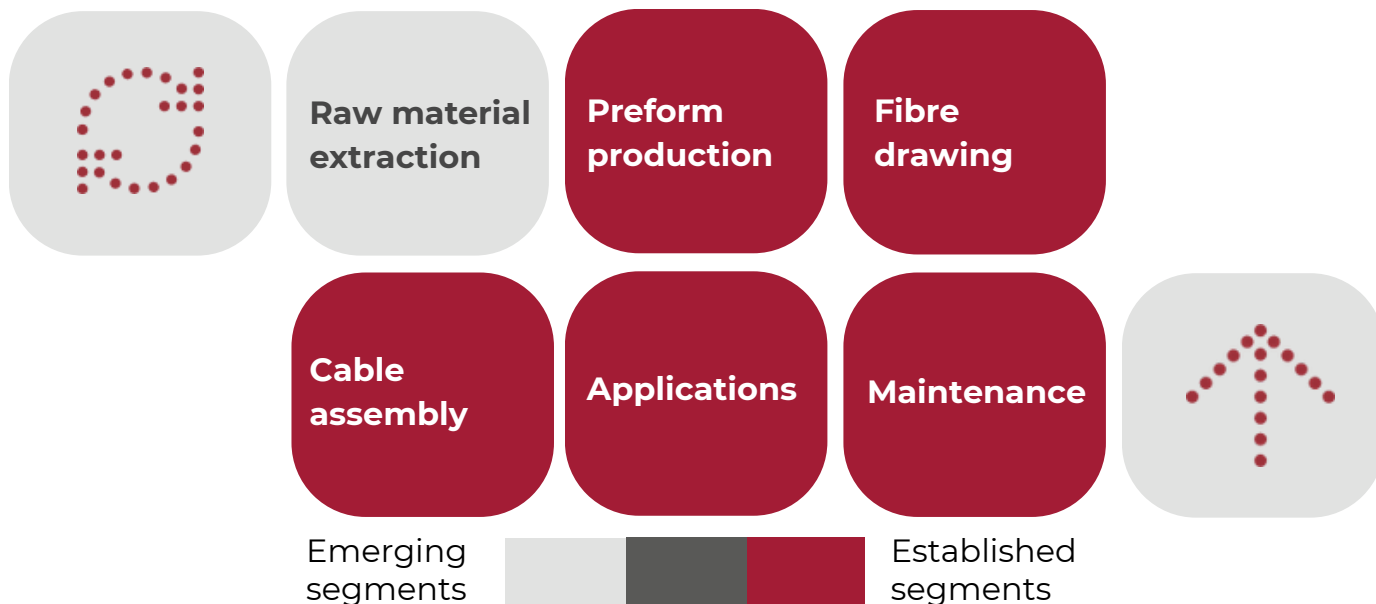 Raw material
extraction
Preform
production
Fibre
drawing
Cable
assembly
Applications
Maintenance
Emerging
segments
Established
segments